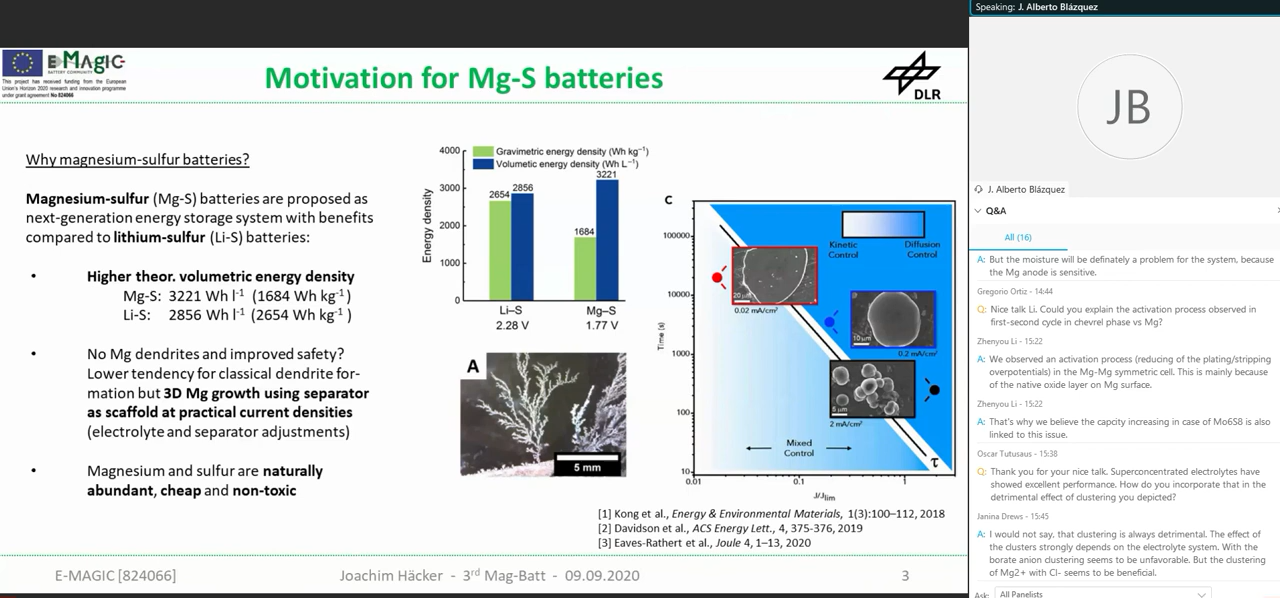 Speaking: J. Alberto Blázquez
E-MAGIC
BATTERY COMMUNITY
This project has received funding from the European
Union's Horizon 2020 research and innovation programme
under grant agreement No 824066
Motivation for Mg-S batteries
DLR
Why magnesium-sulfur batteries?
Magnesium-sulfur (Mg-S) batteries are proposed as
next-generation energy storage system with benefits
compared to lithium-sulfur (Li-S) batteries:
• Higher theor. volumetric energy density
Mg-S: 3221 Wh l⁻¹ (1684 Wh kg⁻¹ )
Li-S: 2856 Wh l⁻¹ (2654 Wh kg⁻¹ )
• No Mg dendrites and improved safety?
Lower tendency for classical dendrite for-
mation but 3D Mg growth using separator
as scaffold at practical current densities
(electrolyte and separator adjustments)
• Magnesium and sulfur are naturally
abundant, cheap and non-toxic
Energy density
4000
3000
2000
1000
0
Gravimetric energy density (Wh kg⁻¹)
Volumetic energy density (Wh L⁻¹)
2654
2856
1684
3221
Li–S
2.28 V
Mg–S
1.77 V
A
5 mm
C
Time (s)
100000
10000
1000
100
10
0.01
0.1
1
J/Jlim
Kinetic
Control
Diffusion
Control
20 μm
0.02 mA/cm²
10 μm
0.2 mA/cm²
5 μm
2 mA/cm²
Mixed
Control
τ
[1] Kong et al., Energy & Environmental Materials, 1(3):100–112, 2018
[2] Davidson et al., ACS Energy Lett., 4, 375-376, 2019
[3] Eaves-Rathert et al., Joule 4, 1–13, 2020
E-MAGIC [824066]
Joachim Häcker - 3rd Mag-Batt - 09.09.2020
3
JB
J. Alberto Blázquez
Q&A
All (16)
A: But the moisture will be definately a problem for the system, because
the Mg anode is sensitive.
Gregorio Ortiz - 14:44
Q: Nice talk Li. Could you explain the activation process observed in
first-second cycle in chevrel phase vs Mg?
Zhenyou Li - 15:22
A: We observed an activation process (reducing of the plating/stripping
overpotentials) in the Mg-Mg symmetric cell. This is mainly because
of the native oxide layer on Mg surface.
Zhenyou Li - 15:22
A: That's why we believe the capcity increasing in case of Mo6S8 is also
linked to this issue.
Oscar Tutusaus - 15:38
Q: Thank you for your nice talk. Superconcentrated electrolytes have
showed excellent performance. How do you incorporate that in the
detrimental effect of clustering you depicted?
Janina Drews - 15:45
A: I would not say, that clustering is always detrimental. The effect of
the clusters strongly depends on the electrolyte system. With the
borate anion clustering seems to be unfavorable. But the clustering
of Mg2+ with Cl- seems to be beneficial.
Ask: All Panelists